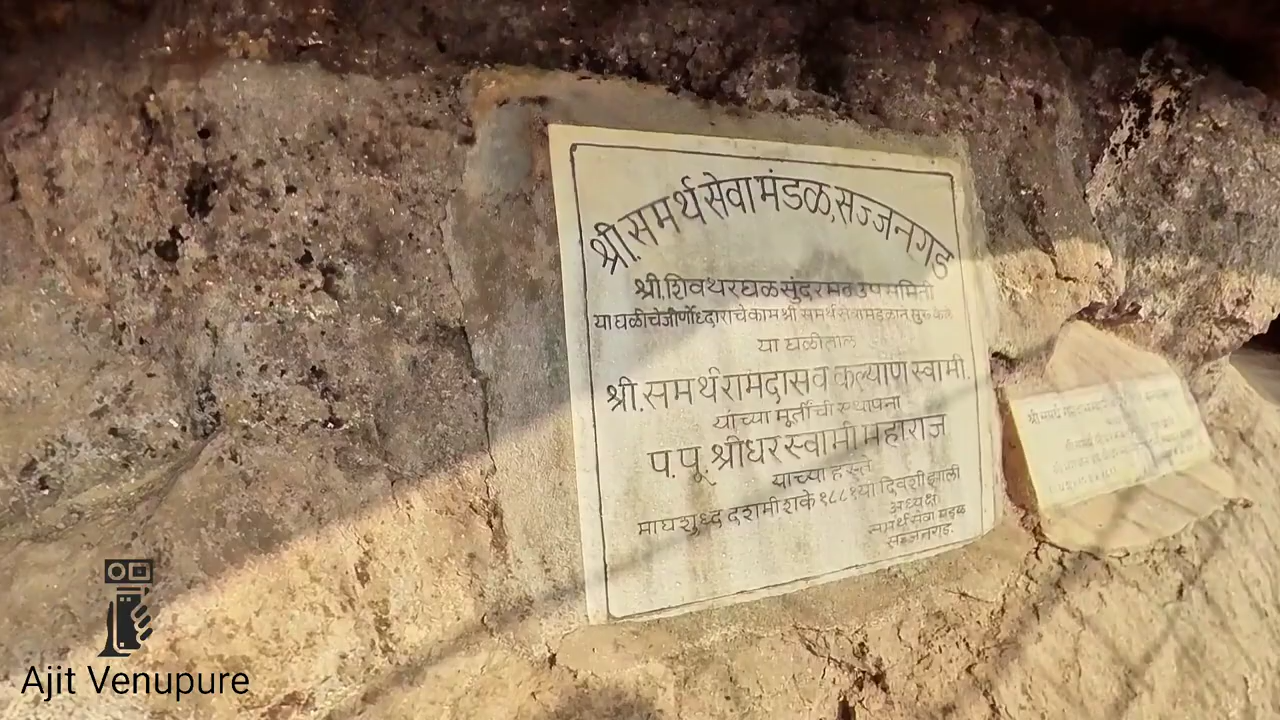 श्री.समर्थ सेवा मंडळ,सज्जनगड
श्री.शिवथरघळ सुंदरमठ उपसमिती
या घळीचे जीर्णोध्दाराचे काम श्री समर्थ सेवा मंडळाने सुरु केले
या घळीतील
श्री.समर्थ रामदास व कल्याण स्वामी.
यांच्या मूर्तींची स्थापना
प.पू. श्रीधर स्वामी महाराज
यांच्या हस्ते
माघ शुध्द दशमी शके १८८१ या दिवशी झाली
अध्यक्ष
समर्थ सेवा मंडळ
सज्जनगड.
Ajit Venupure